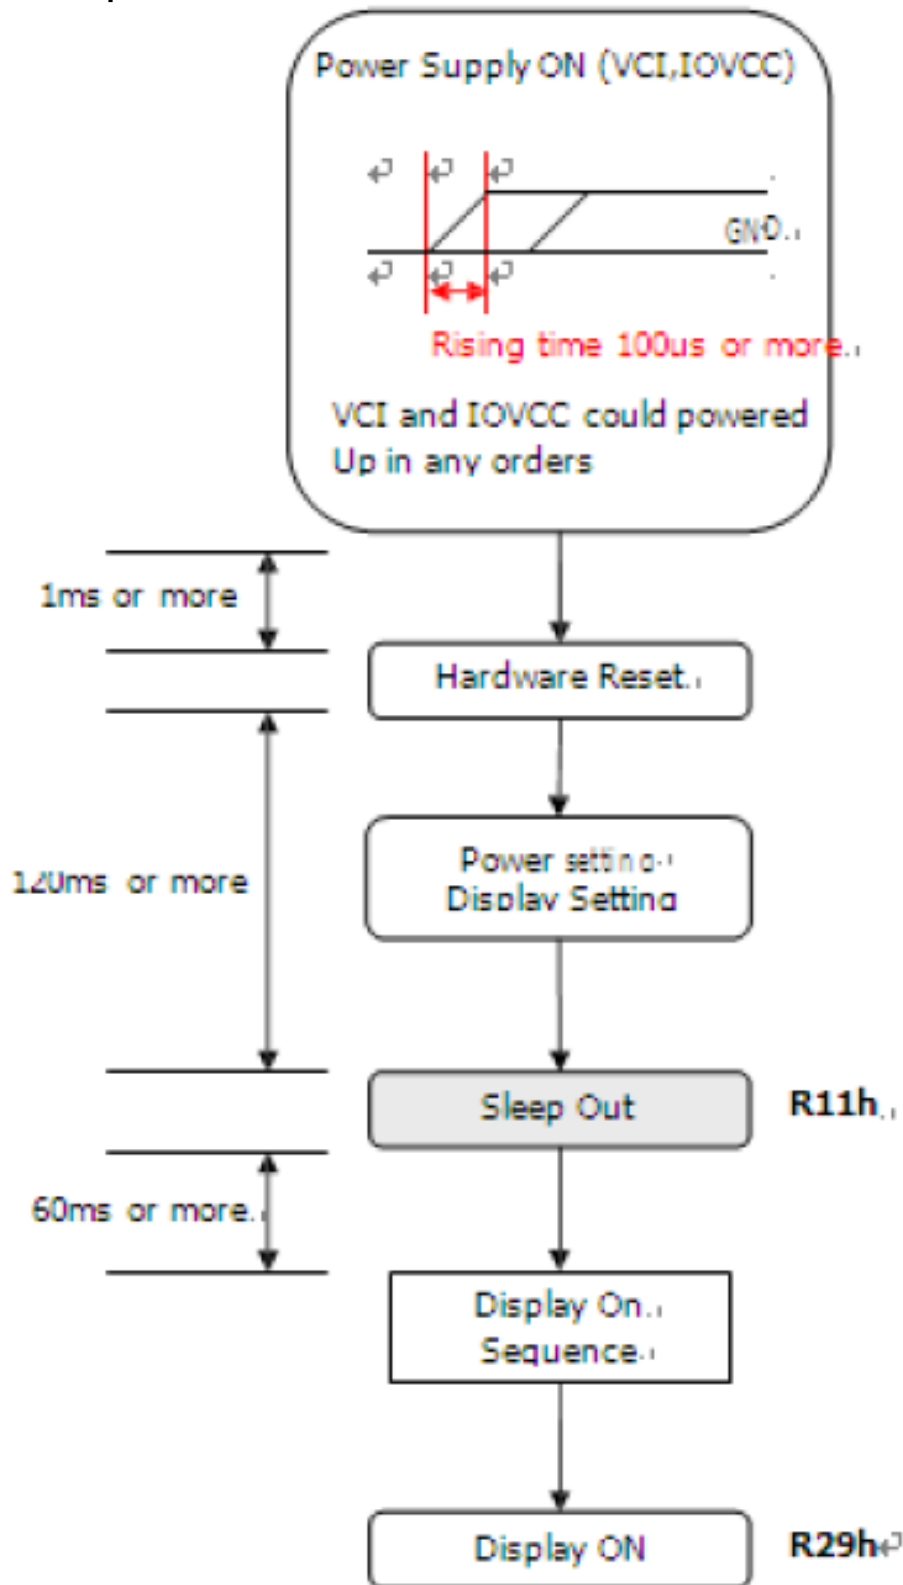 Power Supply ON (VCI,IOVCC)
GND
Rising time 100us or more
VCI and IOVCC could powered
Up in any orders
1ms or more
Hardware Reset
Power setting
Display Setting
120ms or more
Sleep Out
R11h
60ms or more
Display On
Sequence
Display ON
R29h